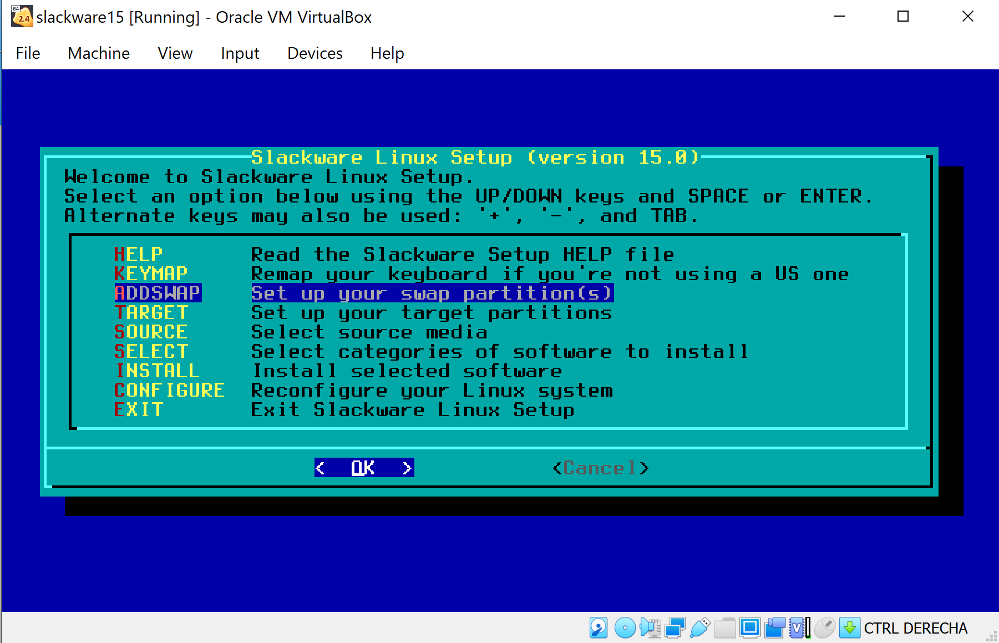 64
2.4
slackware15 [Running] - Oracle VM VirtualBox
File Machine View Input Devices Help
Slackware Linux Setup (version 15.0)
Welcome to Slackware Linux Setup.
Select an option below using the UP/DOWN keys and SPACE or ENTER.
Alternate keys may also be used: '+', '-', and TAB.
HELP Read the Slackware Setup HELP file
KEYMAP Remap your keyboard if you're not using a US one
ADDSWAP Set up your swap partition(s)
TARGET Set up your target partitions
SOURCE Select source media
SELECT Select categories of software to install
INSTALL Install selected software
CONFIGURE Reconfigure your Linux system
EXIT Exit Slackware Linux Setup
< OK > <Cancel>
V CTRL DERECHA